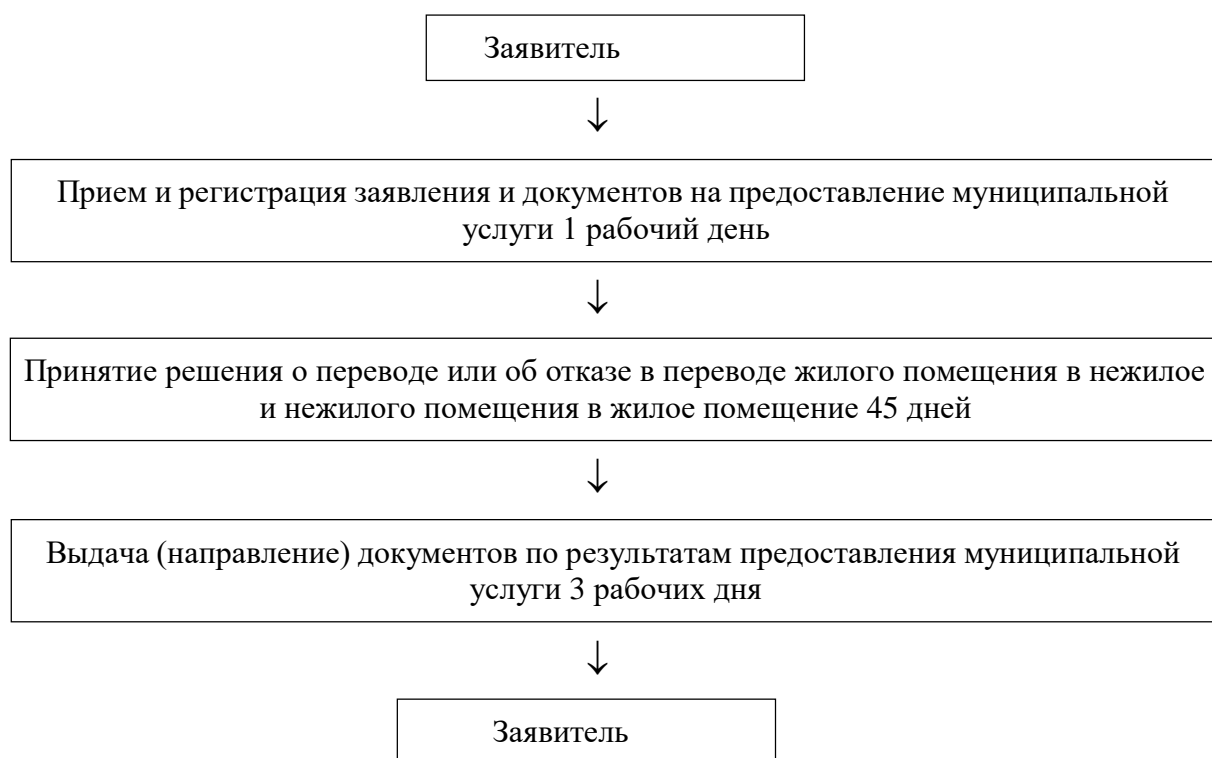 Заявитель
↓
Прием и регистрация заявления и документов на предоставление муниципальной
услуги 1 рабочий день
↓
Принятие решения о переводе или об отказе в переводе жилого помещения в нежилое
и нежилого помещения в жилое помещение 45 дней
↓
Выдача (направление) документов по результатам предоставления муниципальной
услуги 3 рабочих дня
↓
Заявитель